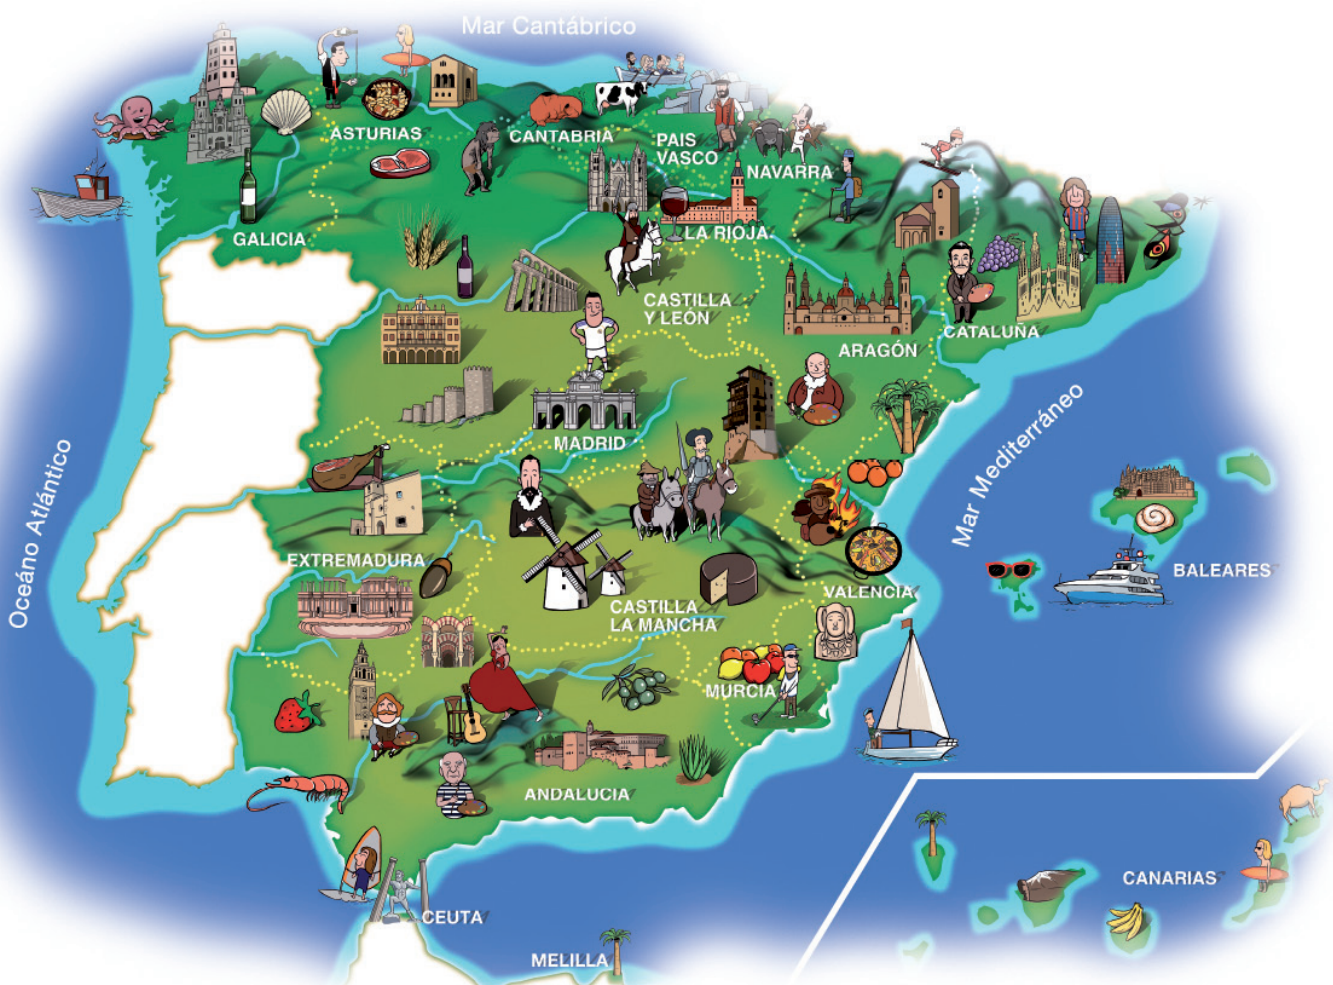 Mar Cantábrico
ASTURIAS
CANTABRIA
PAIS
VASCO
NAVARRA
GALICIA
LA RIOJA
CASTILLA
Y LEÓN
CATALUÑA
ARAGÓN
MADRID
Mar Mediterráneo
Océano Atlántico
EXTREMADURA
BALEARES
VALENCIA
CASTILLA
LA MANCHA
MURCIA
ANDALUCIA
CANARIAS
CEUTA
MELILLA